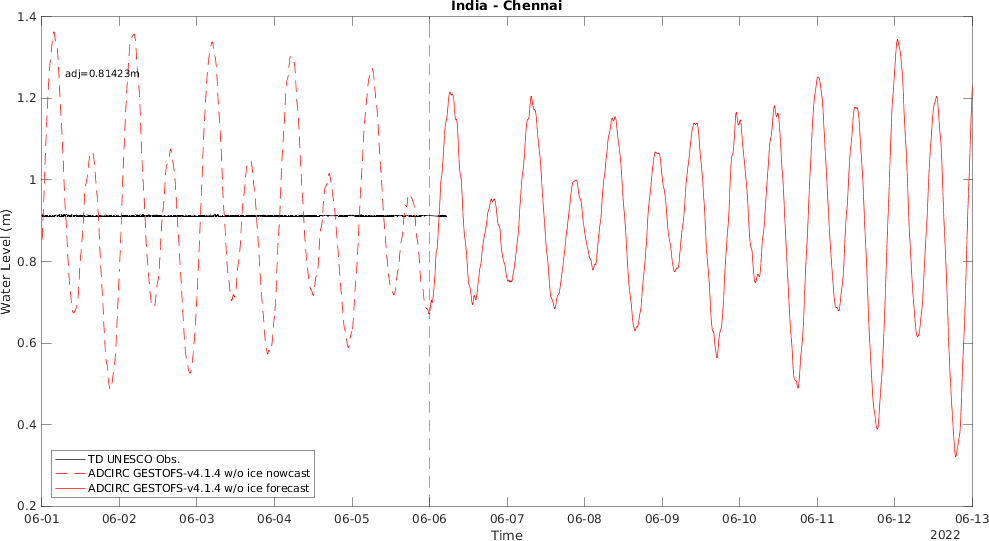 India - Chennai
1.4
1.2
1
0.8
0.6
0.4
0.2
Water Level (m)
adj=0.81423m
TD UNESCO Obs.
ADCIRC GESTOFS-v4.1.4 w/o ice nowcast
ADCIRC GESTOFS-v4.1.4 w/o ice forecast
06-01 06-02 06-03 06-04 06-05 06-06 06-07 06-08 06-09 06-10 06-11 06-12 06-13
Time
2022